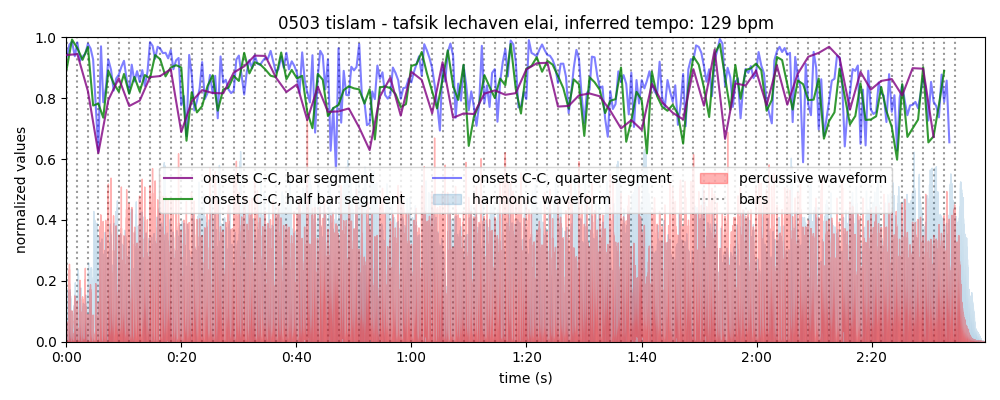 0503 tislam - tafsik lechaven elai, inferred tempo: 129 bpm
normalized values
1.0
0.8
0.6
0.4
0.2
0.0
onsets C-C, bar segment
onsets C-C, half bar segment
onsets C-C, quarter segment
harmonic waveform
percussive waveform
bars
0:00 0:20 0:40 1:00 1:20 1:40 2:00 2:20
time (s)